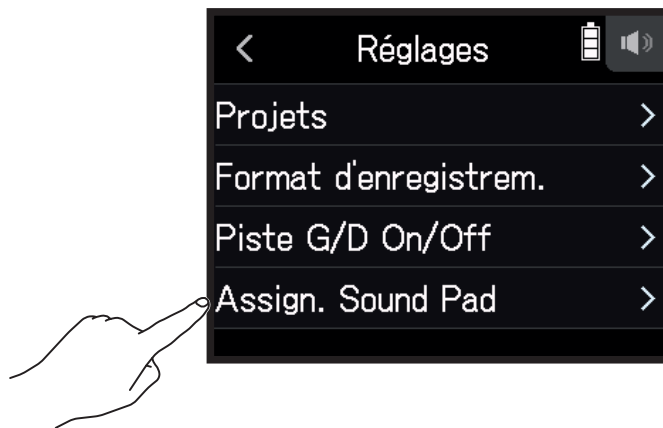 Réglages
Projets
Format d'enregistrem.
Piste G/D On/Off
Assign. Sound Pad